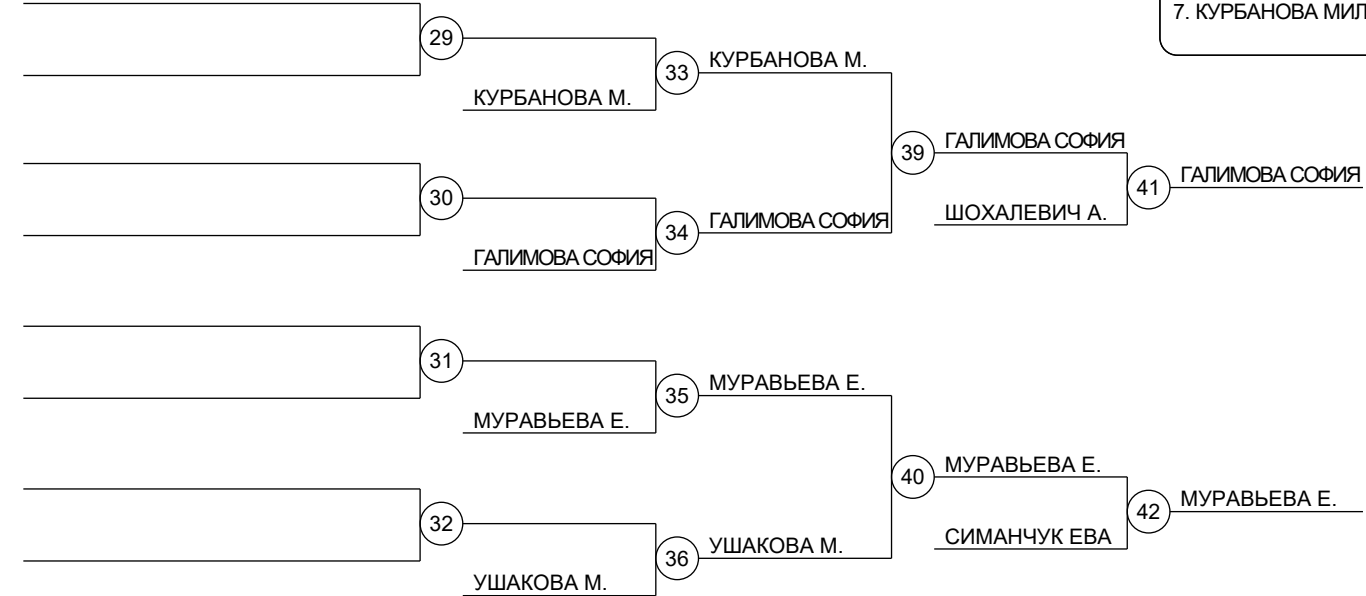 7. КУРБАНОВА МИЛ
29
КУРБАНОВА М.
33
КУРБАНОВА М.
39
ГАЛИМОВА СОФИЯ
41
ГАЛИМОВА СОФИЯ
30
ГАЛИМОВА СОФИЯ
34
ГАЛИМОВА СОФИЯ
ШОХАЛЕВИЧ А.
31
МУРАВЬЕВА Е.
35
МУРАВЬЕВА Е.
40
МУРАВЬЕВА Е.
42
МУРАВЬЕВА Е.
32
УШАКОВА М.
36
УШАКОВА М.
СИМАНЧУК ЕВА